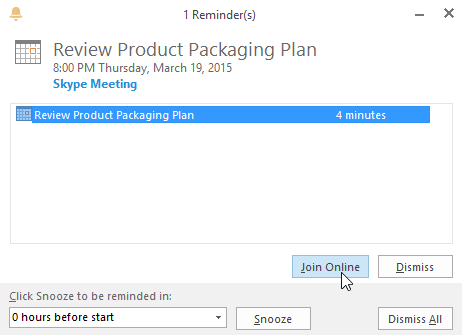 1 Reminder(s)
Review Product Packaging Plan
8:00 PM Thursday, March 19, 2015
Skype Meeting
Review Product Packaging Plan 4 minutes
Join Online Dismiss
Click Snooze to be reminded in:
0 hours before start Snooze Dismiss All